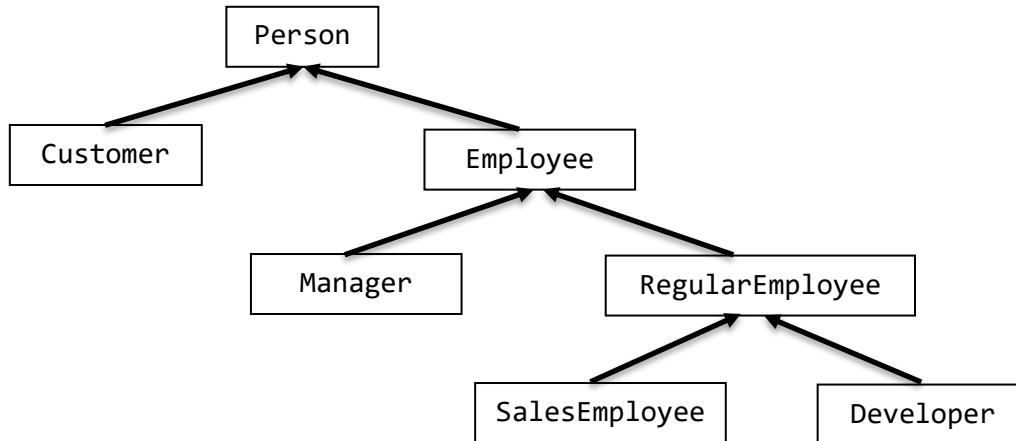 Person
Customer
Employee
Manager
RegularEmployee
SalesEmployee
Developer